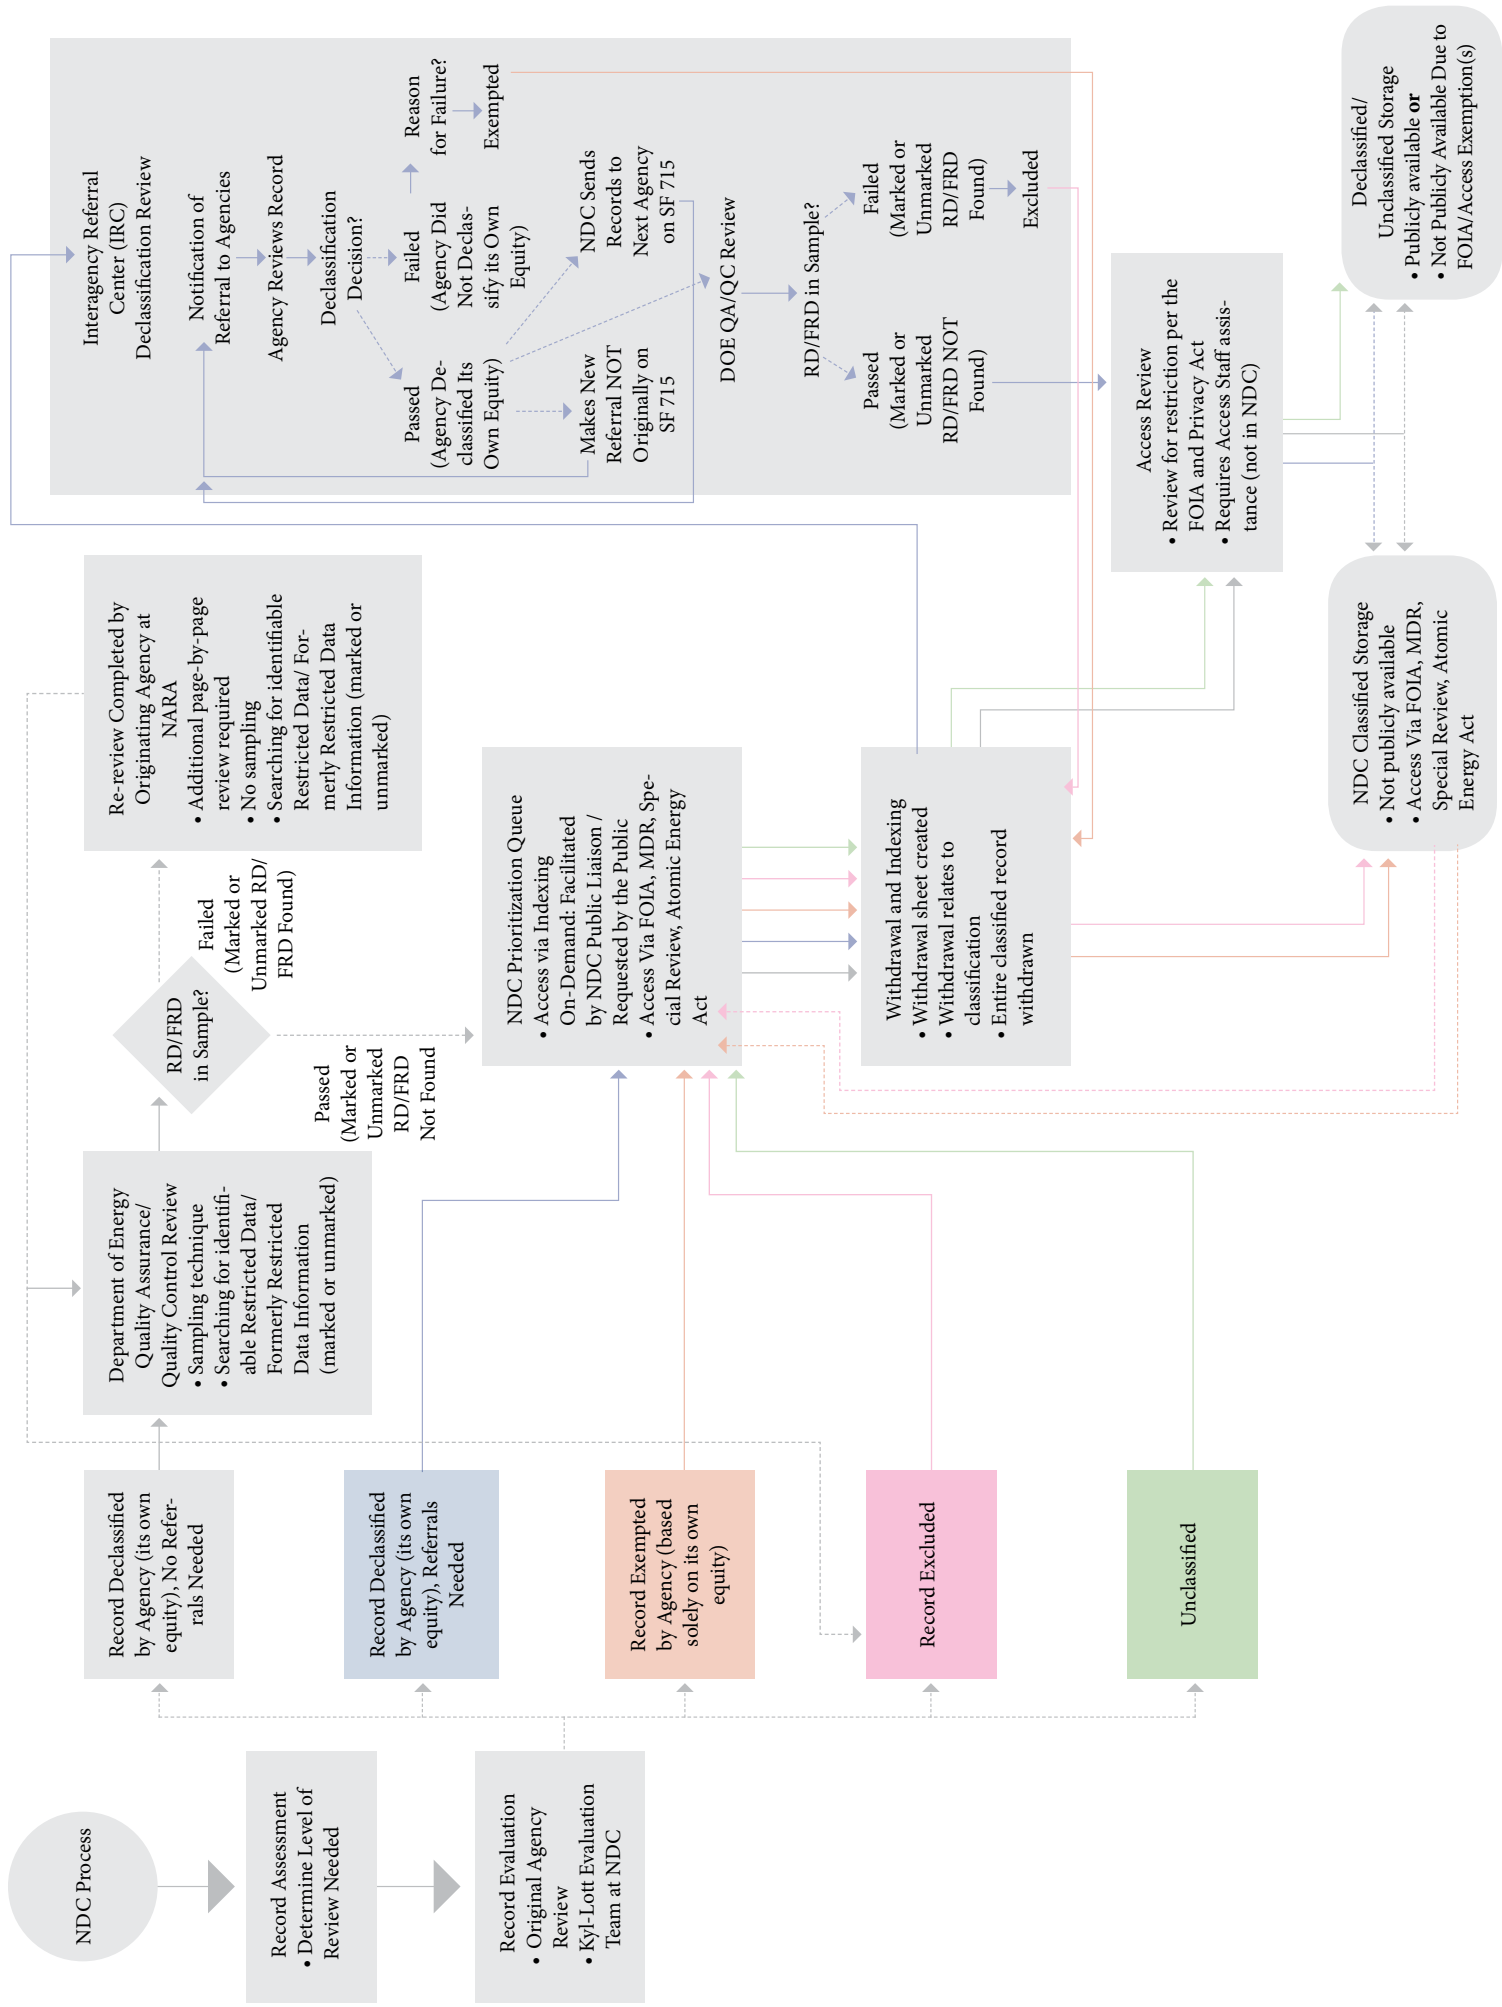 NDC Process
Record Assessment
• Determine Level of
Review Needed
Record Evaluation
• Original Agency
Review
• Kyl-Lott Evaluation
Team at NDC
Record Declassified
by Agency (its own
equity), No Refer-
rals Needed
Record Declassified
by Agency (its own
equity), Referrals
Needed
Record Exempted
by Agency (based
solely on its own
equity)
Record Excluded
Unclassified
Department of Energy
Quality Assurance/
Quality Control Review
• Sampling technique
• Searching for identifi-
able Restricted Data/
Formerly Restricted
Data Information
(marked or unmarked)
RD/FRD
in Sample?
Passed
(Marked or
Unmarked
RD/FRD
Not Found
Failed
(Marked or
Unmarked RD/
FRD Found)
Re-review Completed by
Originating Agency at
NARA
• Additional page-by-page
review required
• No sampling
• Searching for identifiable
Restricted Data/ For-
merly Restricted Data
Information (marked or
unmarked)
NDC Prioritization Queue
• Access via Indexing
On-Demand: Facilitated
by NDC Public Liaison /
Requested by the Public
• Access Via FOIA, MDR, Spe-
cial Review, Atomic Energy
Act
Withdrawal and Indexing
• Withdrawal sheet created
• Withdrawal relates to
classification
• Entire classified record
withdrawn
Interagency Referral
Center (IRC)
Declassification Review
Notification of
Referral to Agencies
Agency Reviews Record
Declassification
Decision?
Passed
(Agency De-
classified Its
Own Equity)
Failed
(Agency Did
Not Declas-
sify its Own
Equity)
Reason
for Failure?
Exempted
Makes New
Referral NOT
Originally on
SF 715
NDC Sends
Records to
Next Agency
on SF 715
DOE QA/QC Review
RD/FRD in Sample?
Passed
(Marked or
Unmarked
RD/FRD NOT
Found)
Failed
(Marked or
Unmarked
RD/FRD
Found)
Excluded
Access Review
• Review for restriction per the
FOIA and Privacy Act
• Requires Access Staff assis-
tance (not in NDC)
NDC Classified Storage
• Not publicly available
• Access Via FOIA, MDR,
Special Review, Atomic
Energy Act
Declassified/
Unclassified Storage
• Publicly available or
• Not Publicly Available Due to
FOIA/Access Exemption(s)